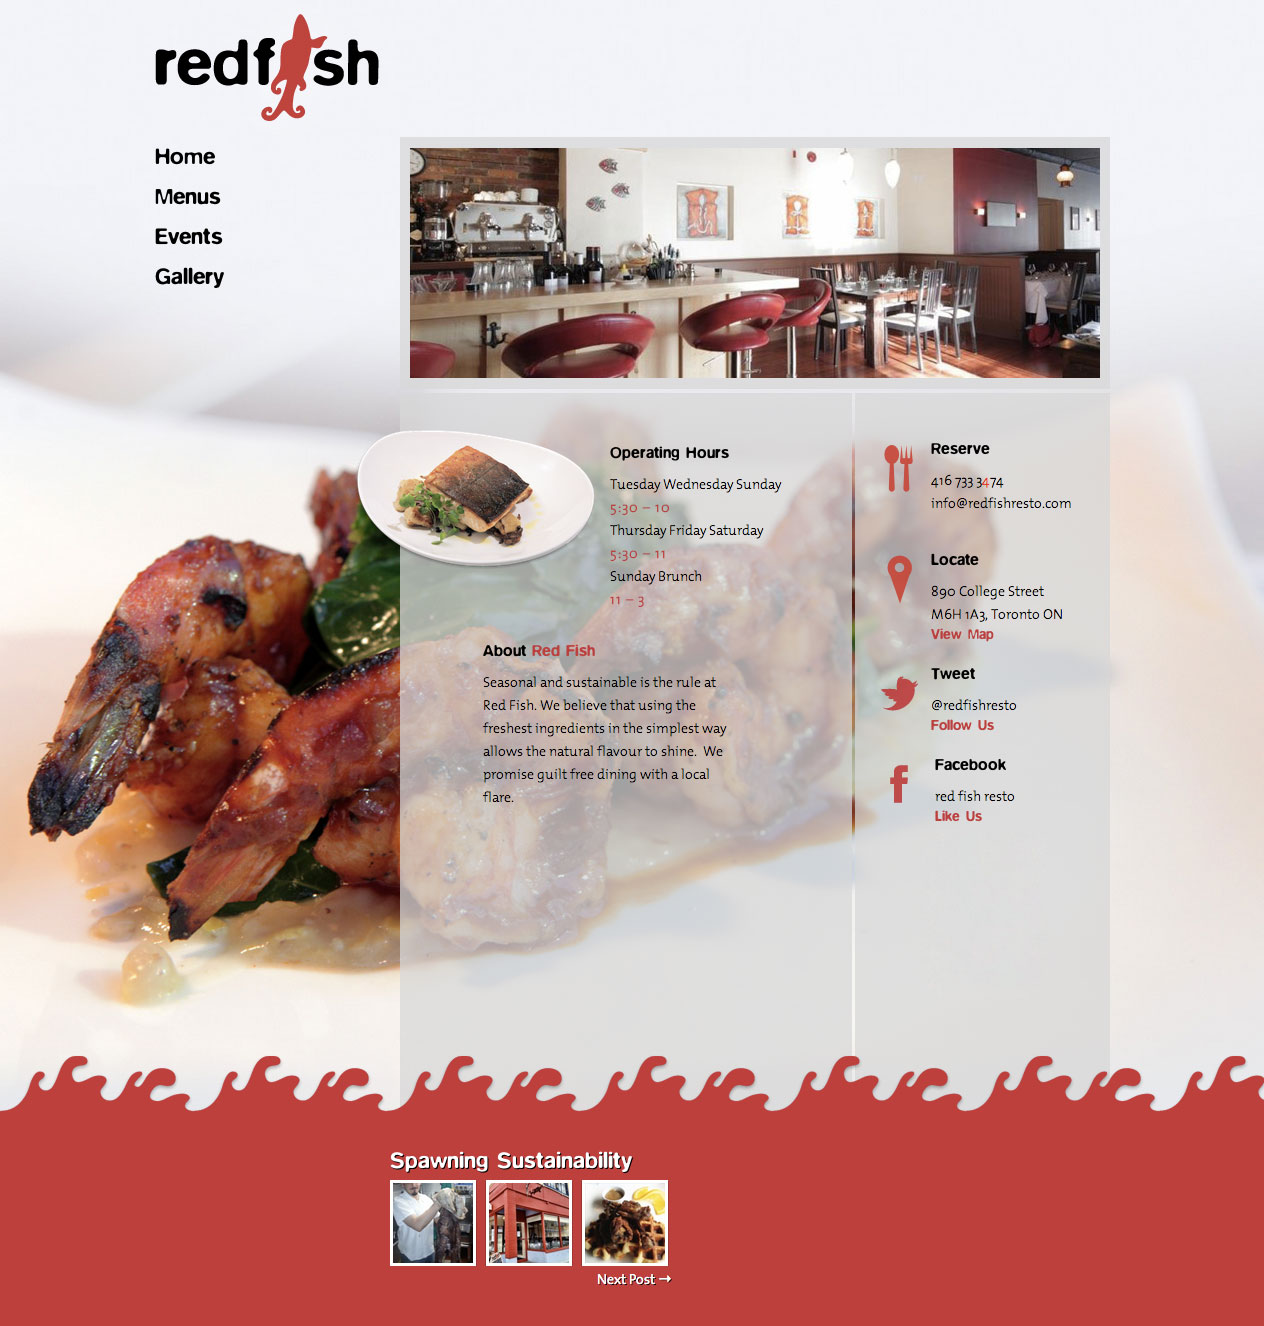 redfish
Home
Menus
Events
Gallery
Operating Hours
Tuesday Wednesday Sunday
5:30 – 10
Thursday Friday Saturday
5:30 – 11
Sunday Brunch
11 – 3
About Red Fish
Seasonal and sustainable is the rule at
Red Fish. We believe that using the
freshest ingredients in the simplest way
allows the natural flavour to shine. We
promise guilt free dining with a local
flare.
Reserve
416 733 3474
info@redfishresto.com
Locate
890 College Street
M6H 1A3, Toronto ON
View Map
Tweet
@redfishresto
Follow Us
Facebook
red fish resto
Like Us
Spawning Sustainability
Next Post →